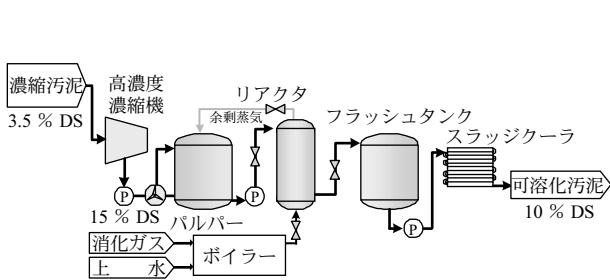 濃縮汚泥
3.5 % DS
高濃度
濃縮機
リアクタ
余剰蒸気
フラッシュタンク
スラッジクーラ
P
P
P
15 % DS
パルパー
可溶化汚泥
10 % DS
消化ガス
上 水
ボイラー